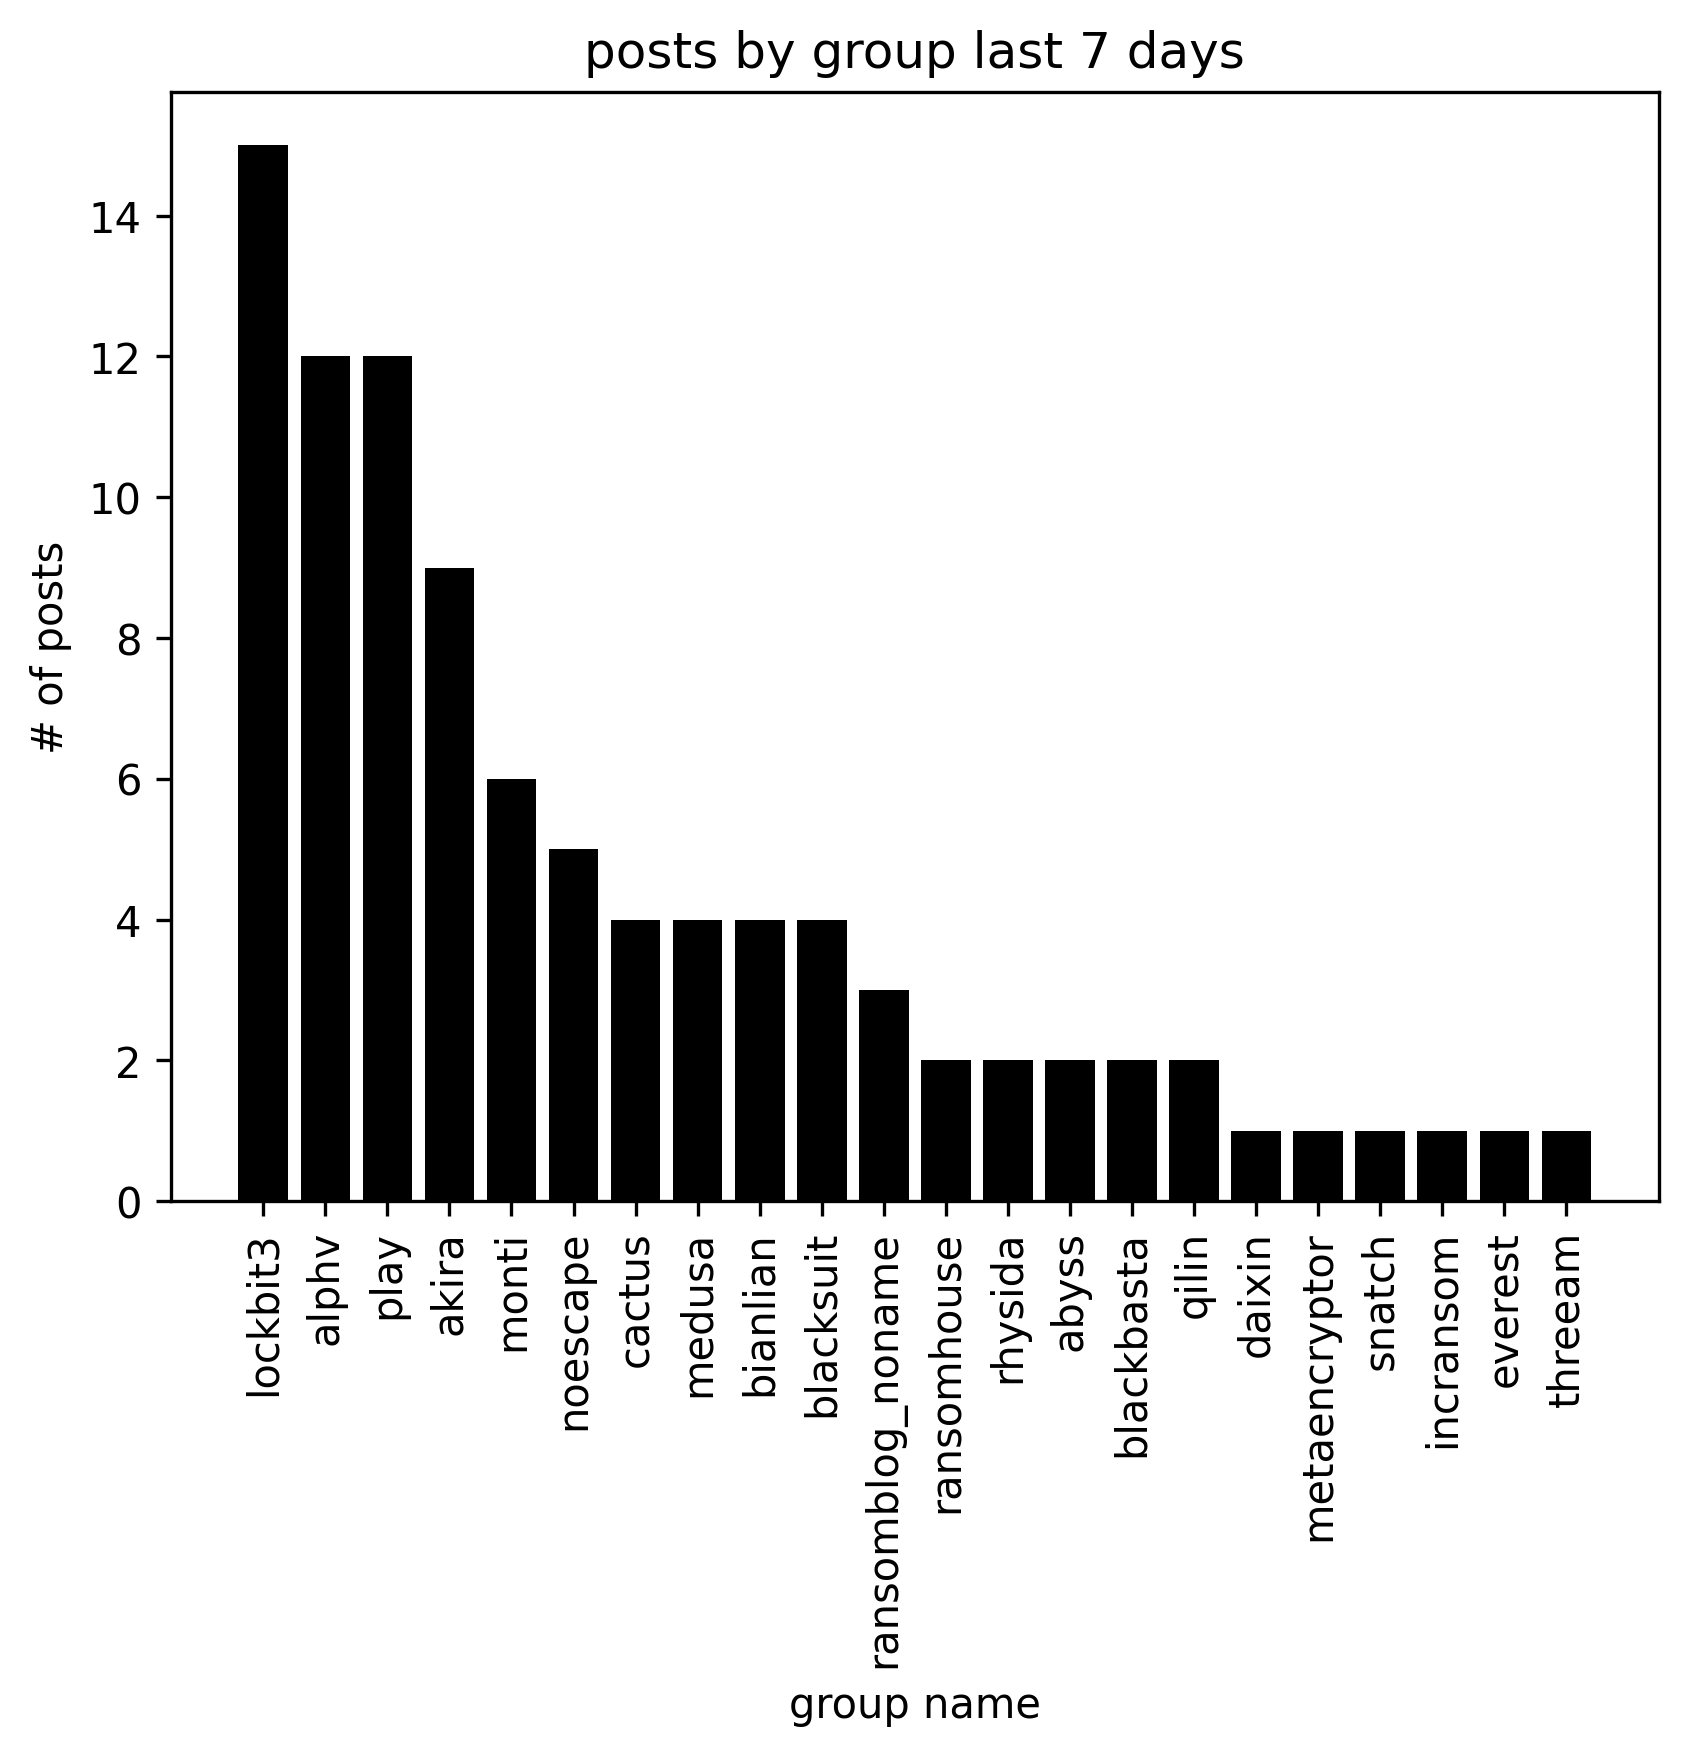 posts by group last 7 days
# of posts
14
12
10
8
6
4
2
0
lockbit3
alphv
play
akira
monti
noescape
cactus
medusa
bianlian
blacksuit
ransomblog_noname
ransomhouse
rhysida
abyss
blackbasta
qilin
daixin
metaencryptor
snatch
incransom
everest
threeam
group name